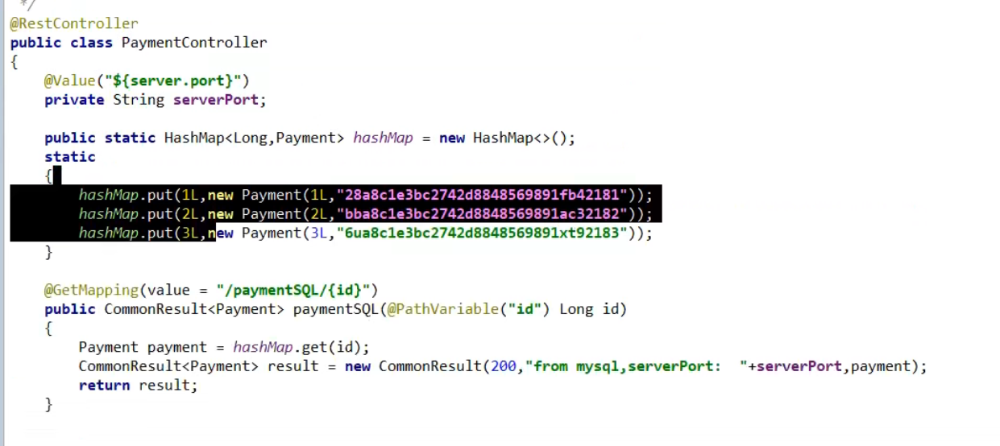 */
@RestController
public class PaymentController
{
    @Value("${server.port}")
    private String serverPort;

    public static HashMap<Long,Payment> hashMap = new HashMap<>();
    static
    {
        hashMap.put(1L,new Payment(1L,"28a8c1e3bc2742d8848569891fb42181"));
        hashMap.put(2L,new Payment(2L,"bba8c1e3bc2742d8848569891ac32182"));
        hashMap.put(3L,new Payment(3L,"6ua8c1e3bc2742d8848569891xt92183"));
    }

    @GetMapping(value = "/paymentSQL/{id}")
    public CommonResult<Payment> paymentSQL(@PathVariable("id") Long id)
    {
        Payment payment = hashMap.get(id);
        CommonResult<Payment> result = new CommonResult(200,"from mysql,serverPort:  "+serverPort,payment);
        return result;
    }